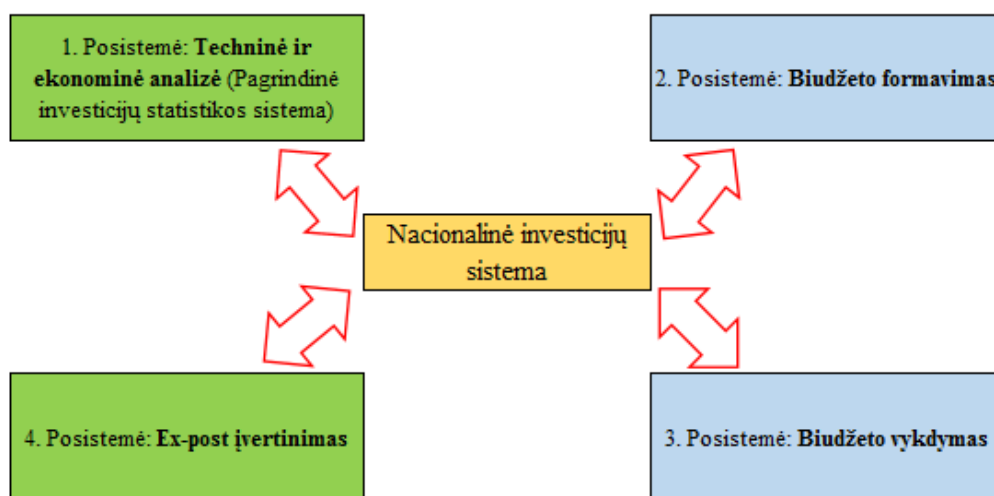 1. Posistemė: Techninė ir
ekonominė analizė (Pagrindinė
investicijų statistikos sistema)
2. Posistemė: Biudžeto formavimas
Nacionalinė investicijų
sistema
4. Posistemė: Ex-post įvertinimas
3. Posistemė: Biudžeto vykdymas